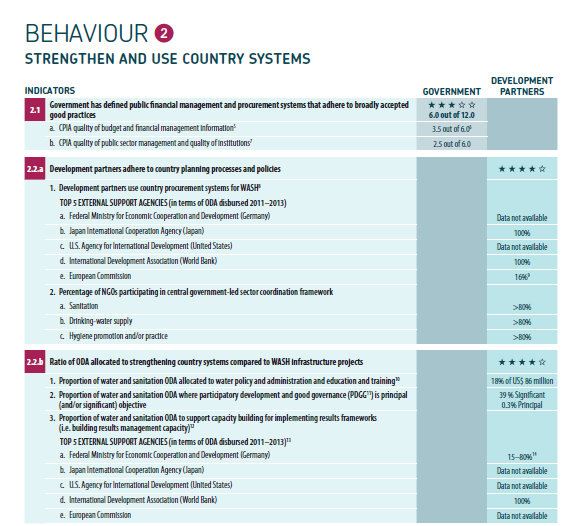 BEHAVIOUR 2
STRENGTHEN AND USE COUNTRY SYSTEMS
INDICATORS
GOVERNMENT
DEVELOPMENT
PARTNERS
2.1 Government has defined public financial management and procurement systems that adhere to broadly accepted
good practices
★★★☆☆
6.0 out of 12.0
a. CPIA quality of budget and financial management information⁵ 3.5 out of 6.0⁶
b. CPIA quality of public sector management and quality of institutions⁷ 2.5 out of 6.0
2.2.a Development partners adhere to country planning processes and policies ★★★★☆
1. Development partners use country procurement systems for WASH⁸
TOP 5 EXTERNAL SUPPORT AGENCIES (in terms of ODA disbursed 2011–2013)
a. Federal Ministry for Economic Cooperation and Development (Germany) Data not available
b. Japan International Cooperation Agency (Japan) 100%
c. U.S. Agency for International Development (United States) Data not available
d. International Development Association (World Bank) 100%
e. European Commission 16%⁹
2. Percentage of NGOs participating in central government-led sector coordination framework
a. Sanitation >80%
b. Drinking-water supply >80%
c. Hygiene promotion and/or practice >80%
2.2.b Ratio of ODA allocated to strengthening country systems compared to WASH infrastructure projects ★★★★☆
1. Proportion of water and sanitation ODA allocated to water policy and administration and education and training¹⁰ 18% of US$ 86 million
2. Proportion of water and sanitation ODA where participatory development and good governance (PDGG¹¹) is principal
(and/or significant) objective
39 % Significant
0.3% Principal
3. Proportion of water and sanitation ODA to support capacity building for implementing results frameworks
(i.e. building results management capacity)¹²
TOP 5 EXTERNAL SUPPORT AGENCIES (in terms of ODA disbursed 2011–2013)¹³
a. Federal Ministry for Economic Cooperation and Development (Germany) 15–80%¹⁴
b. Japan International Cooperation Agency (Japan) Data not available
c. U.S. Agency for International Development (United States) Data not available
d. International Development Association (World Bank) 100%
e. European Commission Data not available